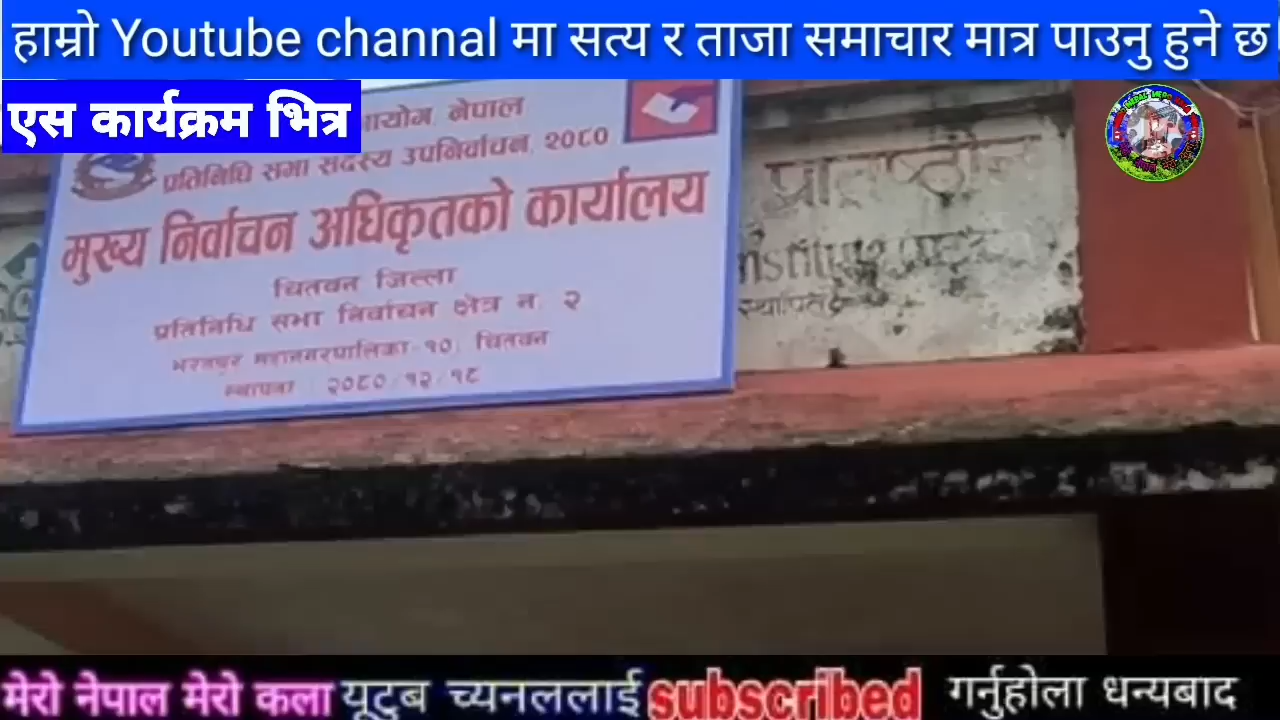 हाम्रो Youtube channal मा सत्य र ताजा समाचार मात्र पाउनु हुने छ
एस कार्यक्रम भित्र
नेपाल
प्रतिनिधि सभा सदस्य उपनिर्वाचन, २०८०
मुख्य निर्वाचन अधिकृतको कार्यालय
चितवन जिल्ला
प्रतिनिधि सभा निर्वाचन क्षेत्र न. २
भरतपुर महानगरपालिका-१०, चितवन
स्थापना : २०८०/१२/१८
मेरो नेपाल मेरो कला यूटुब च्यनललाई subscribed गर्नुहोला धन्यबाद